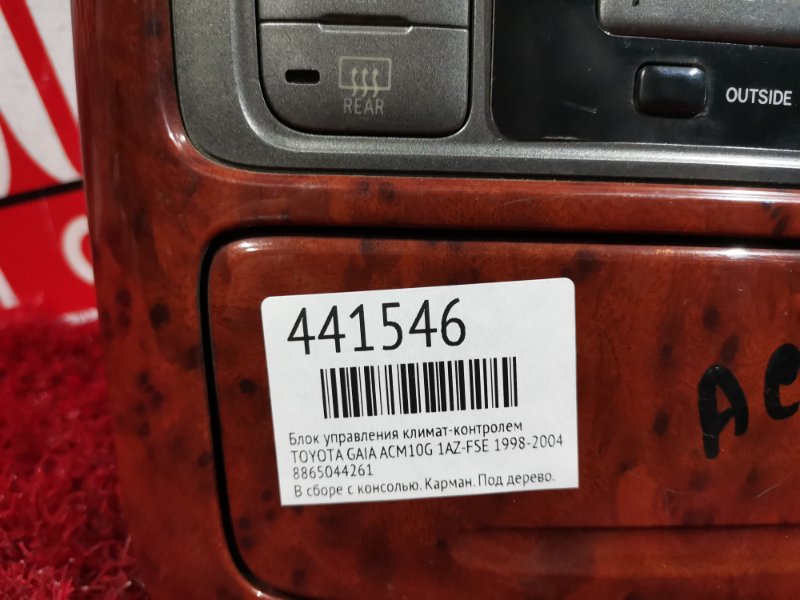 REAR
OUTSIDE
441546
Блок управления климат-контролем
TOYOTA GAIA ACM10G 1AZ-FSE 1998-2004
8865044261
В сборе с консолью. Карман. Под дерево.